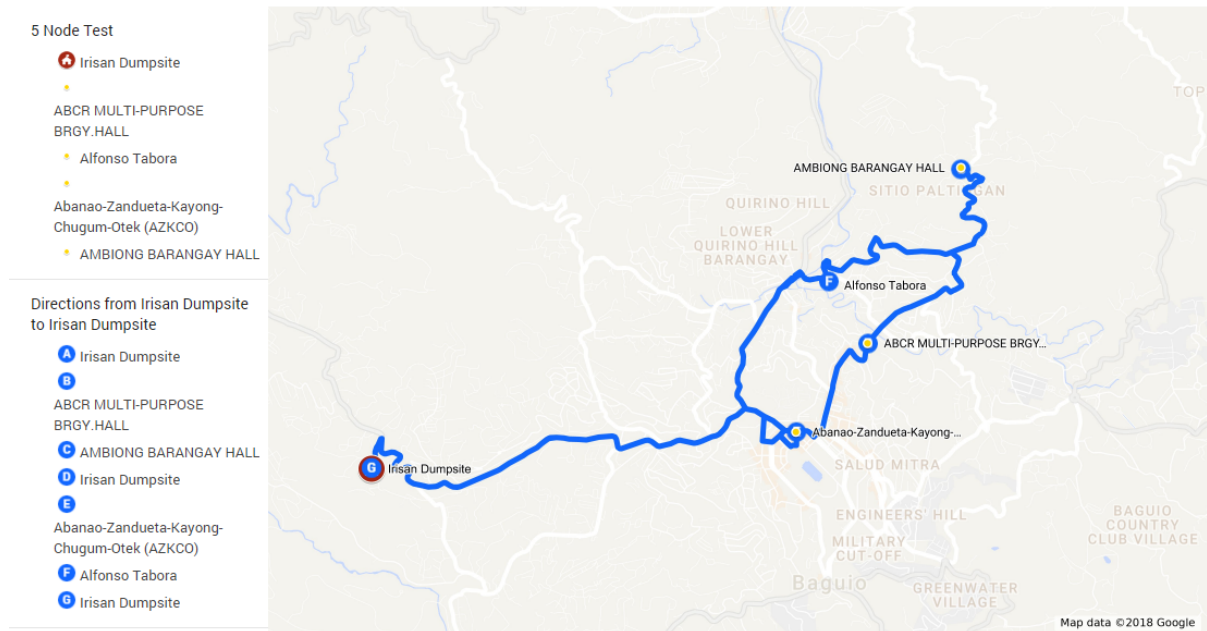 5 Node Test
Irisan Dumpsite
ABCR MULTI-PURPOSE
BRGY.HALL
Alfonso Tabora
Abanao-Zandueta-Kayong-
Chugum-Otek (AZKCO)
AMBIONG BARANGAY HALL
Directions from Irisan Dumpsite
to Irisan Dumpsite
A Irisan Dumpsite
B
ABCR MULTI-PURPOSE
BRGY.HALL
C AMBIONG BARANGAY HALL
D Irisan Dumpsite
E
Abanao-Zandueta-Kayong-
Chugum-Otek (AZKCO)
F Alfonso Tabora
G Irisan Dumpsite
TOP
AMBIONG BARANGAY HALL
QUIRINO HILL
LOWER
QUIRINO HILL
BARANGAY
F Alfonso Tabora
ABCR MULTI-PURPOSE BRGY...
Abanao-Zandueta-Kayong-...
G Irisan Dumpsite
SALUD MITRA
ENGINEERS' HILL
MILITARY
CUT-OFF
BAGUIO
COUNTRY
CLUB VILLAGE
Baguio
GREENWATER
VILLAGE
Map data ©2018 Google